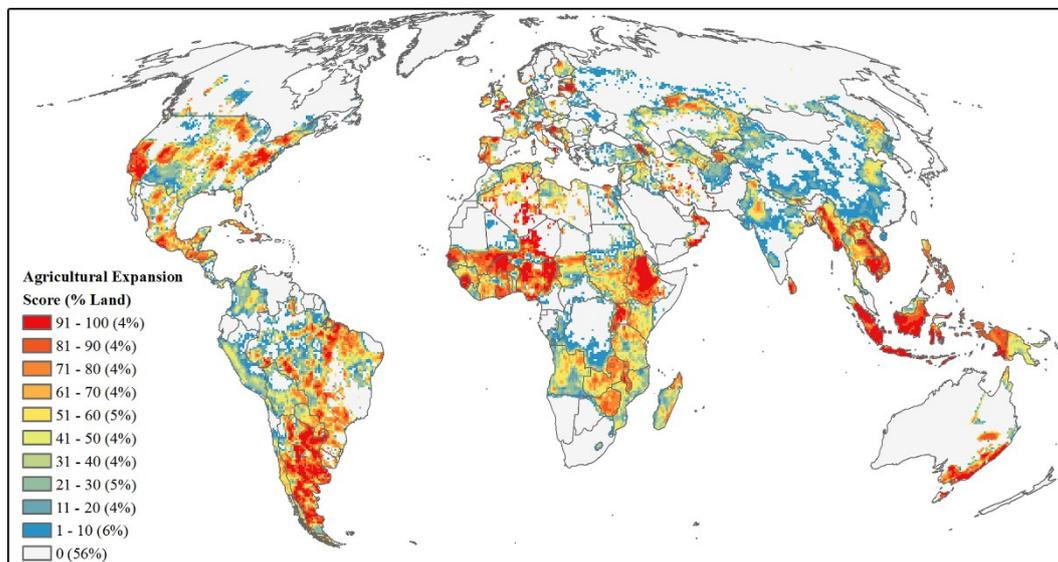 Agricultural Expansion
Score (% Land)
91 - 100 (4%)
81 - 90 (4%)
71 - 80 (4%)
61 - 70 (4%)
51 - 60 (5%)
41 - 50 (4%)
31 - 40 (4%)
21 - 30 (5%)
11 - 20 (4%)
1 - 10 (6%)
0 (56%)